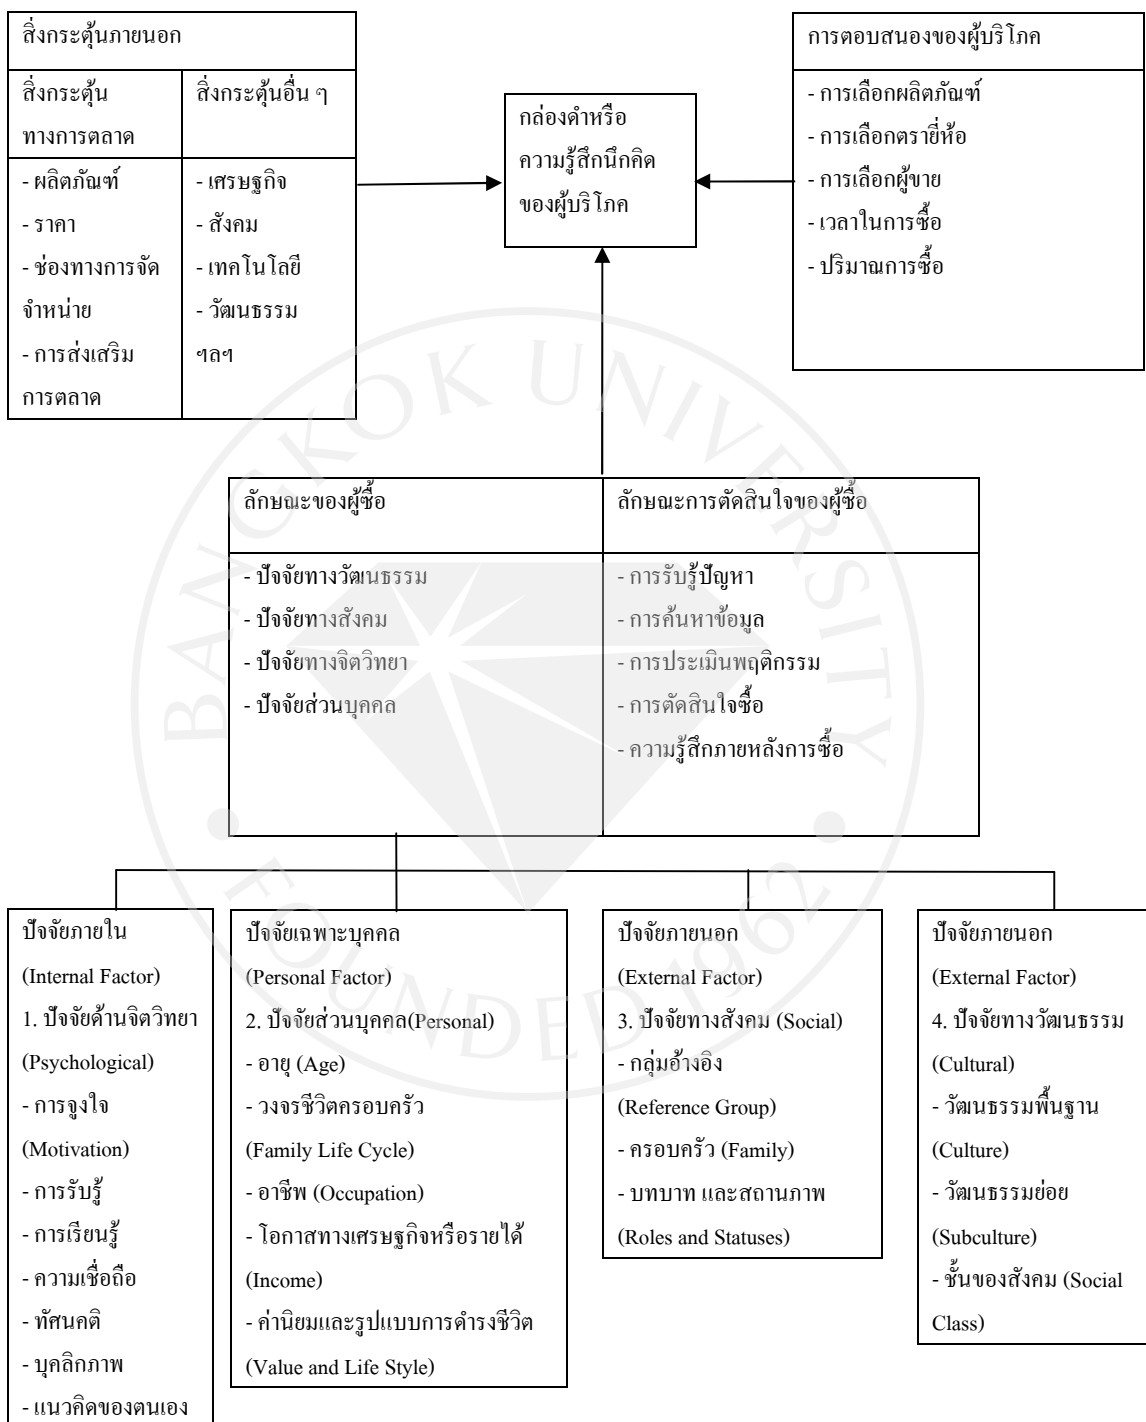 สิ่งกระตุ้นภายนอก
สิ่งกระตุ้น
ทางการตลาด
สิ่งกระตุ้นอื่น ๆ
- ผลิตภัณฑ์
- ราคา
- ช่องทางการจัด
จำหน่าย
- การส่งเสริม
การตลาด
- เศรษฐกิจ
- สังคม
- เทคโนโลยี
- วัฒนธรรม
ฯลฯ
กล่องดำหรือ
ความรู้สึกนึกคิด
ของผู้บริโภค
การตอบสนองของผู้บริโภค
- การเลือกผลิตภัณฑ์
- การเลือกตรายี่ห้อ
- การเลือกผู้ขาย
- เวลาในการซื้อ
- ปริมาณการซื้อ
ลักษณะของผู้ซื้อ
- ปัจจัยทางวัฒนธรรม
- ปัจจัยทางสังคม
- ปัจจัยทางจิตวิทยา
- ปัจจัยส่วนบุคคล
ลักษณะการตัดสินใจของผู้ซื้อ
- การรับรู้ปัญหา
- การค้นหาข้อมูล
- การประเมินพฤติกรรม
- การตัดสินใจซื้อ
- ความรู้สึกภายหลังการซื้อ
ปัจจัยภายใน
(Internal Factor)
1. ปัจจัยด้านจิตวิทยา
(Psychological)
- การจูงใจ
(Motivation)
- การรับรู้
- การเรียนรู้
- ความเชื่อถือ
- ทัศนคติ
- บุคลิกภาพ
- แนวคิดของตนเอง
ปัจจัยเฉพาะบุคคล
(Personal Factor)
2. ปัจจัยส่วนบุคคล(Personal)
- อายุ (Age)
- วงจรชีวิตครอบครัว
(Family Life Cycle)
- อาชีพ (Occupation)
- โอกาสทางเศรษฐกิจหรือรายได้
(Income)
- ค่านิยมและรูปแบบการดำรงชีวิต
(Value and Life Style)
ปัจจัยภายนอก
(External Factor)
3. ปัจจัยทางสังคม (Social)
- กลุ่มอ้างอิง
(Reference Group)
- ครอบครัว (Family)
- บทบาท และสถานภาพ
(Roles and Statuses)
ปัจจัยภายนอก
(External Factor)
4. ปัจจัยทางวัฒนธรรม
(Cultural)
- วัฒนธรรมพื้นฐาน
(Culture)
- วัฒนธรรมย่อย
(Subculture)
- ชั้นของสังคม (Social
Class)
BANGKOK UNIVERSITY
FOUNDED 1962